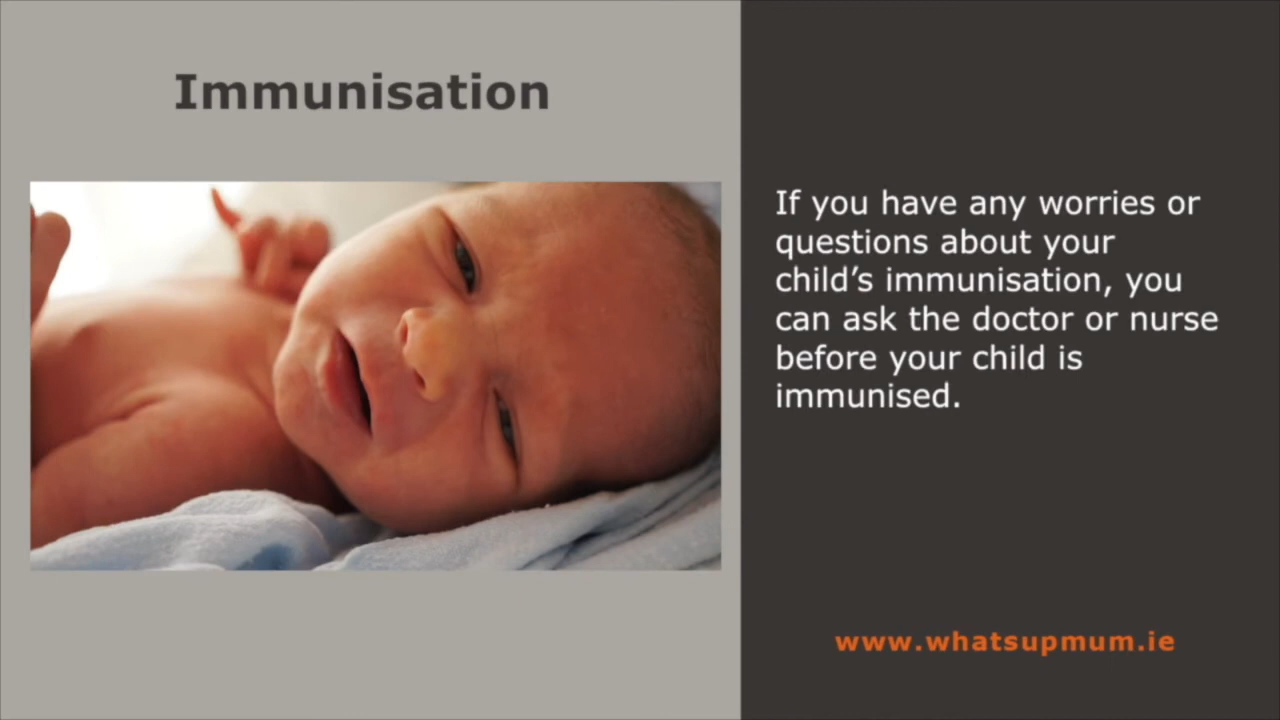 Immunisation
If you have any worries or
questions about your
child’s immunisation, you
can ask the doctor or nurse
before your child is
immunised.
www.whatsupmum.ie